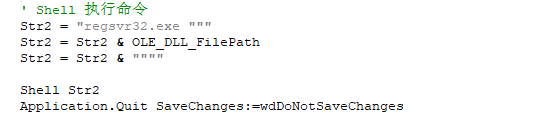 ' Shell 执行命令
Str2 = "regsvr32.exe """
Str2 = Str2 & OLE_DLL_FilePath
Str2 = Str2 & """"
Shell Str2
Application.Quit SaveChanges:=wdDoNotSaveChanges